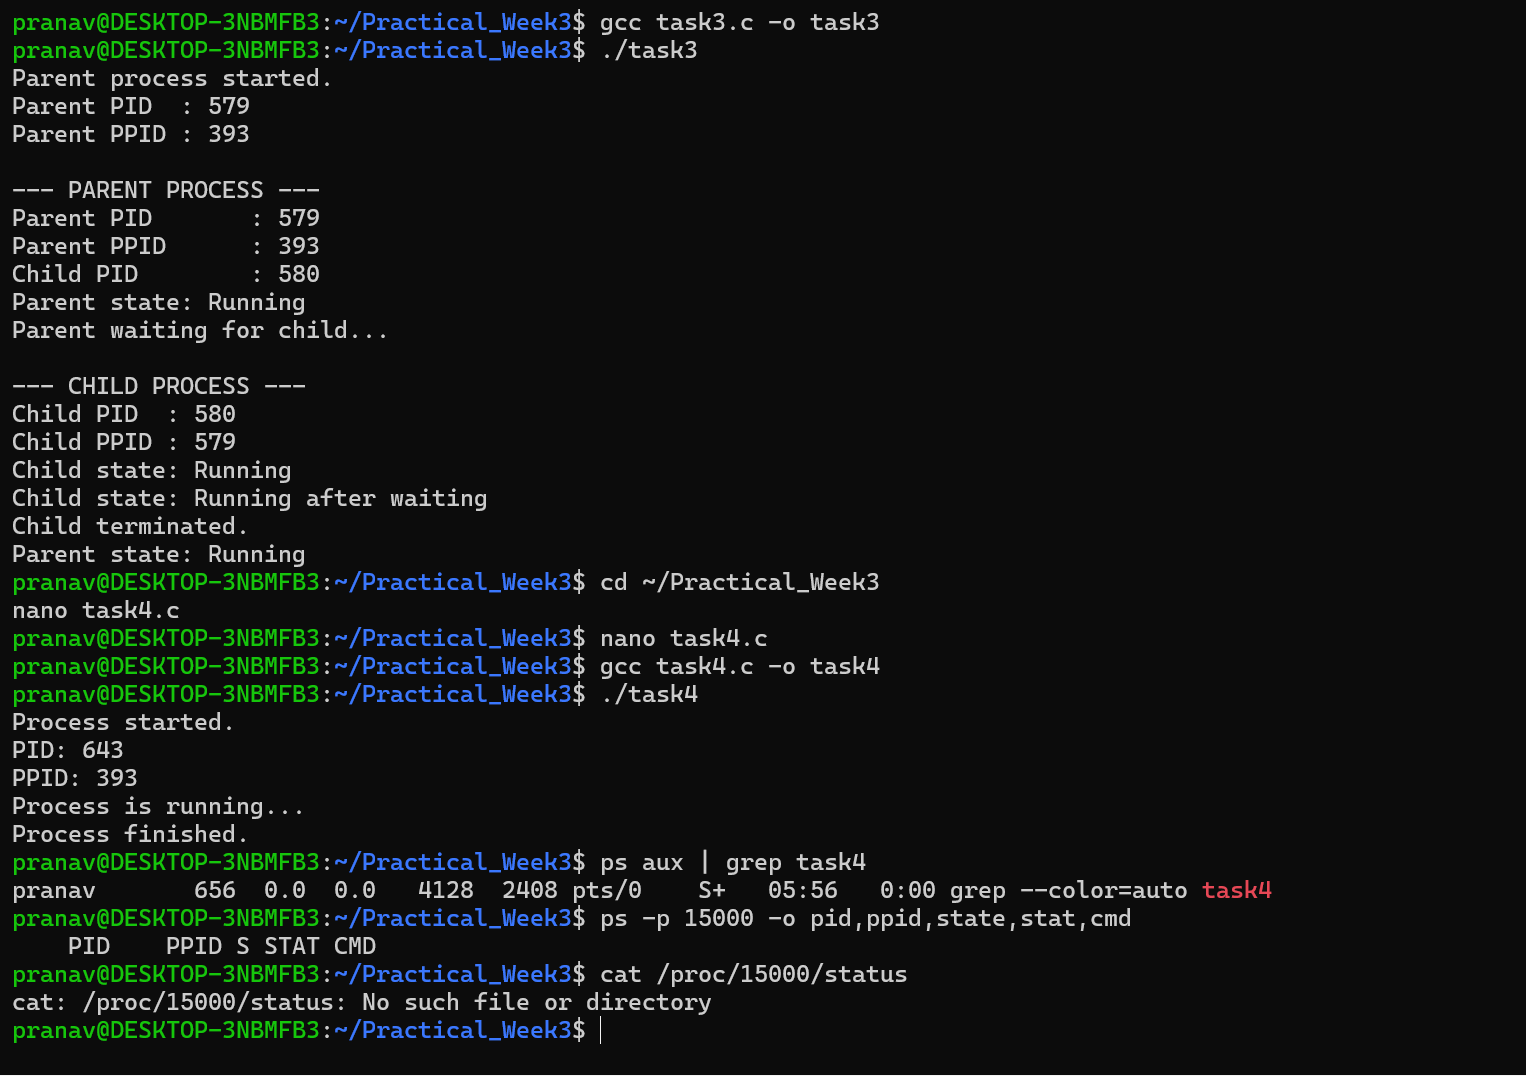 pranav@DESKTOP-3NBMFB3:~/Practical_Week3$ gcc task3.c -o task3
pranav@DESKTOP-3NBMFB3:~/Practical_Week3$ ./task3
Parent process started.
Parent PID  : 579
Parent PPID : 393

--- PARENT PROCESS ---
Parent PID       : 579
Parent PPID      : 393
Child PID        : 580
Parent state: Running
Parent waiting for child...

--- CHILD PROCESS ---
Child PID  : 580
Child PPID : 579
Child state: Running
Child state: Running after waiting
Child terminated.
Parent state: Running
pranav@DESKTOP-3NBMFB3:~/Practical_Week3$ cd ~/Practical_Week3
nano task4.c
pranav@DESKTOP-3NBMFB3:~/Practical_Week3$ nano task4.c
pranav@DESKTOP-3NBMFB3:~/Practical_Week3$ gcc task4.c -o task4
pranav@DESKTOP-3NBMFB3:~/Practical_Week3$ ./task4
Process started.
PID: 643
PPID: 393
Process is running...
Process finished.
pranav@DESKTOP-3NBMFB3:~/Practical_Week3$ ps aux | grep task4
pranav       656  0.0  0.0   4128  2408 pts/0    S+   05:56   0:00 grep --color=auto task4
pranav@DESKTOP-3NBMFB3:~/Practical_Week3$ ps -p 15000 -o pid,ppid,state,stat,cmd
    PID    PPID S STAT CMD
pranav@DESKTOP-3NBMFB3:~/Practical_Week3$ cat /proc/15000/status
cat: /proc/15000/status: No such file or directory
pranav@DESKTOP-3NBMFB3:~/Practical_Week3$